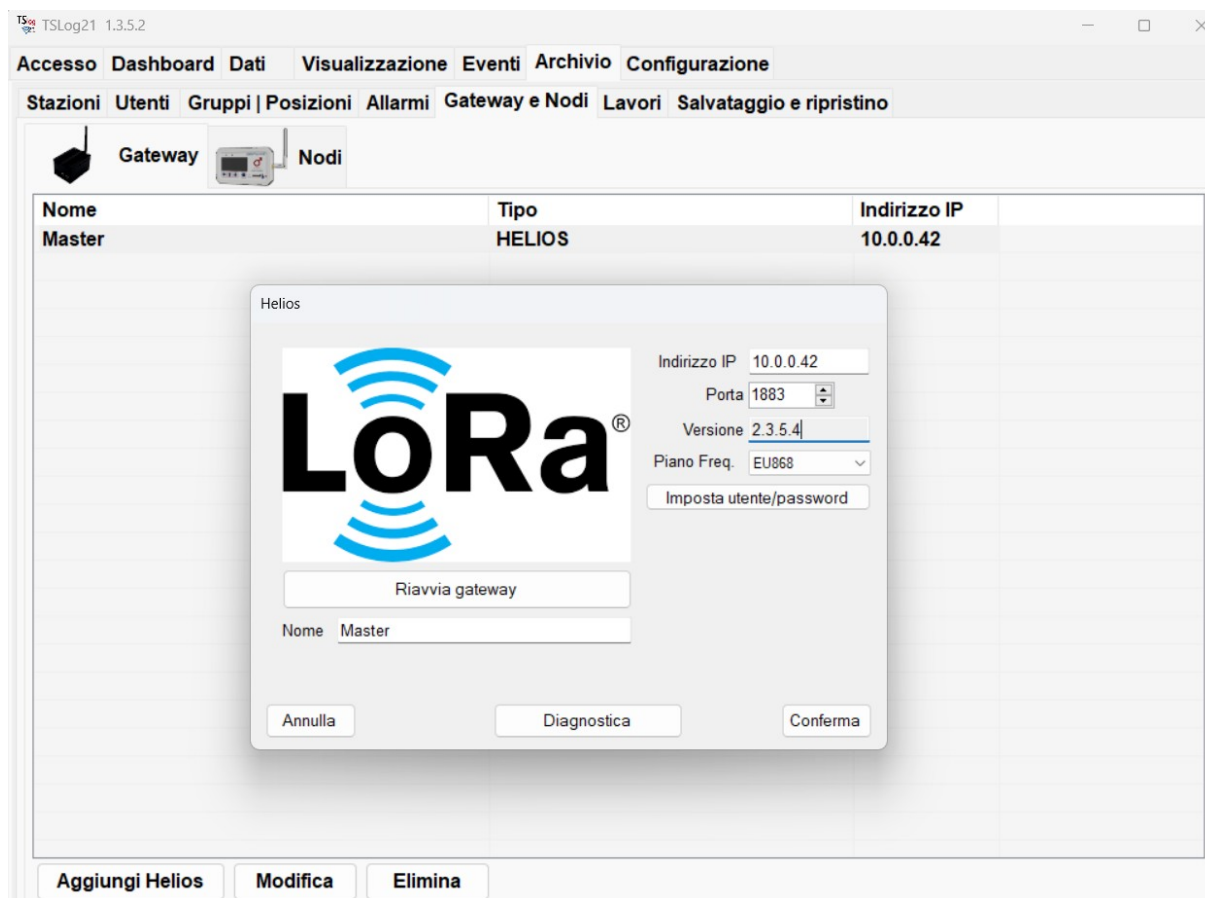 TSLog21 1.3.5.2
Accesso Dashboard Dati Visualizzazione Eventi Archivio Configurazione
Stazioni Utenti Gruppi | Posizioni Allarmi Gateway e Nodi Lavori Salvataggio e ripristino
Gateway Nodi
Nome Tipo Indirizzo IP
Master HELIOS 10.0.0.42
Helios
LoRa®
Indirizzo IP 10.0.0.42
Porta 1883
Versione 2.3.5.4
Piano Freq. EU868
Imposta utente/password
Riavvia gateway
Nome Master
Annulla Diagnostica Conferma
Aggiungi Helios Modifica Elimina